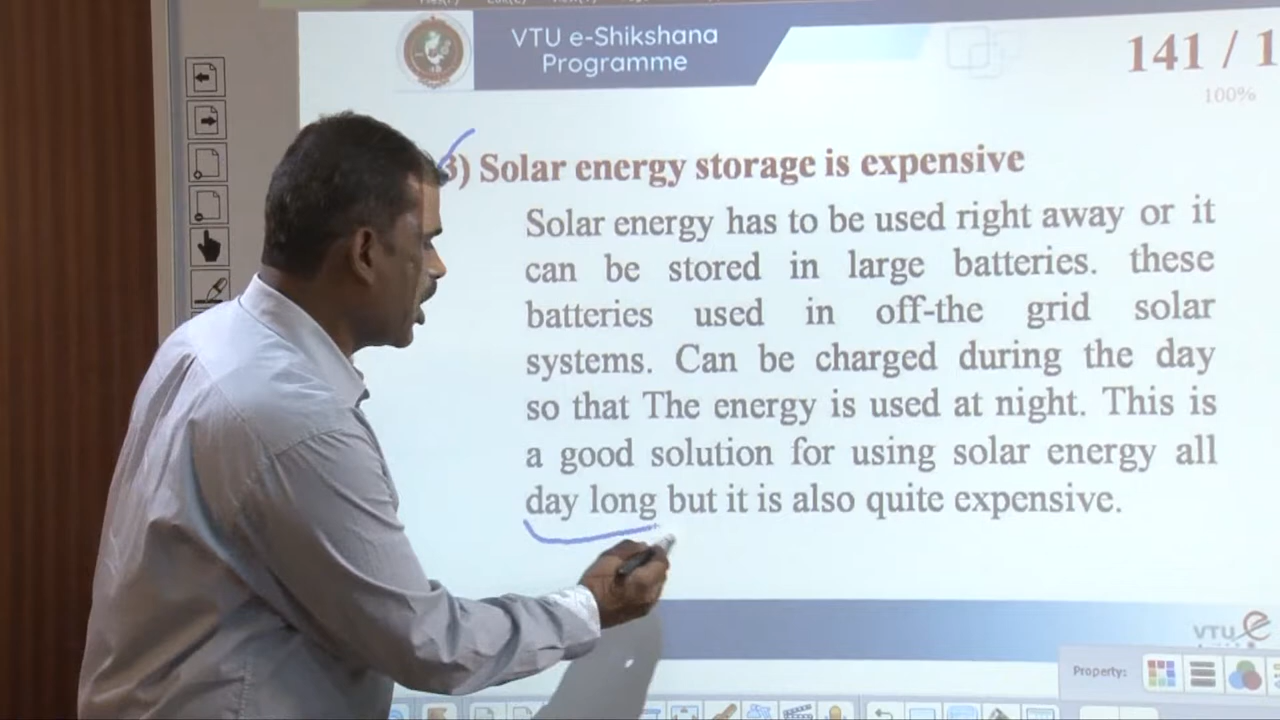 VTU e-Shikshana
Programme
141 / 1
100%
3) Solar energy storage is expensive
Solar energy has to be used right away or it
can be stored in large batteries. these
batteries used in off-the grid solar
systems. Can be charged during the day
so that The energy is used at night. This is
a good solution for using solar energy all
day long but it is also quite expensive.
VTU e
Property: